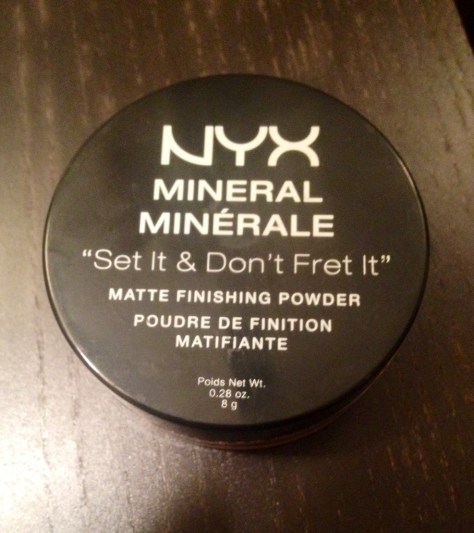 NYX
MINERAL
MINÉRALE
“Set It & Don't Fret It”
MATTE FINISHING POWDER
POUDRE DE FINITION
MATIFIANTE
Poids Net Wt.
0.28 oz.
8 g